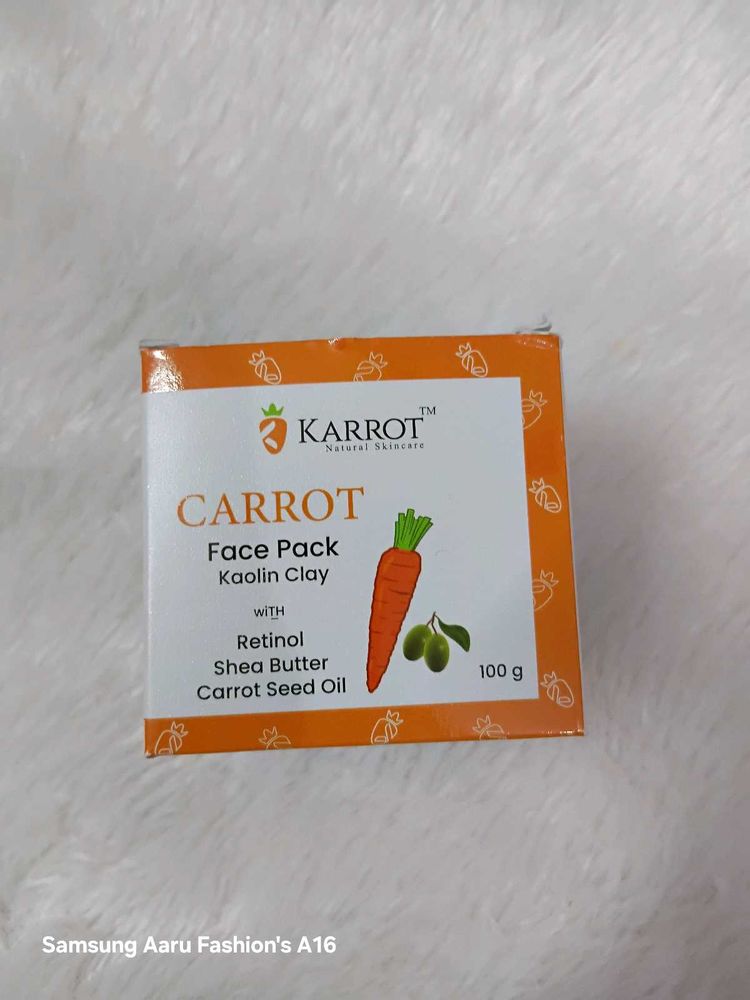 KARROT™
Natural Skincare
CARROT
Face Pack
Kaolin Clay
wiTH
Retinol
Shea Butter
Carrot Seed Oil
100 g
Samsung Aaru Fashion's A16